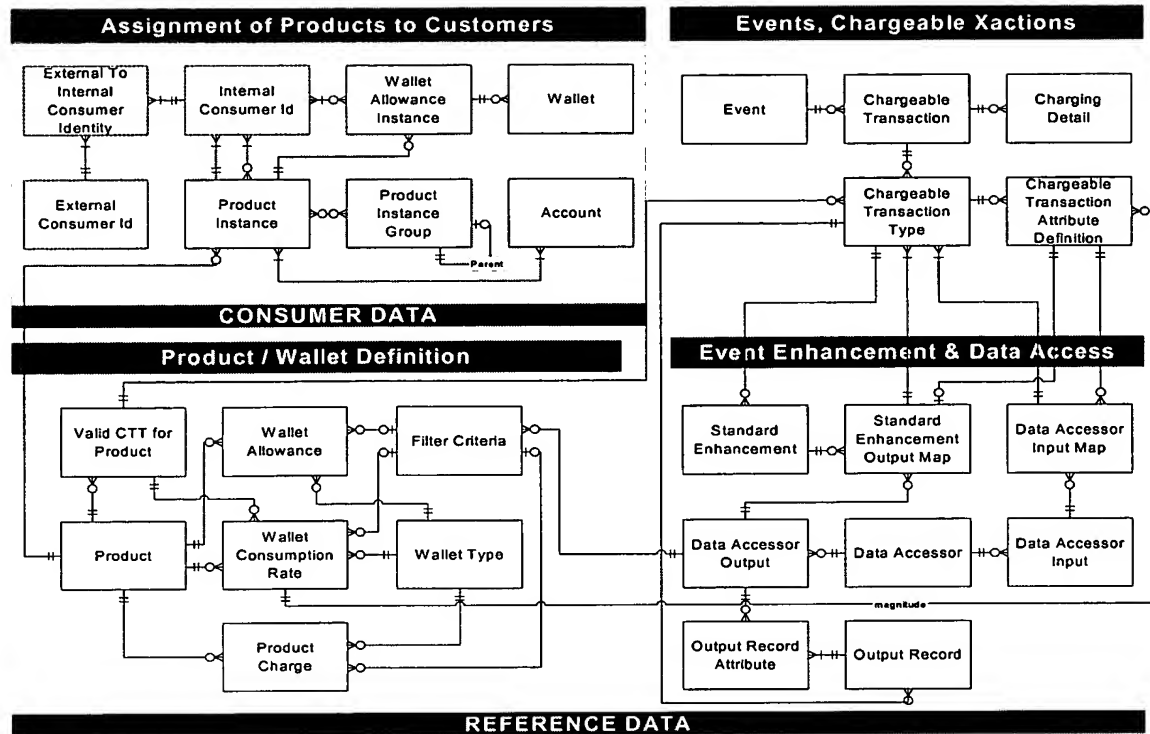 Assignment of Products to Customers
Events, Chargeable Xactions
External To
Internal
Consumer
Identity
Internal
Consumer Id
Wallet
Allowance
Instance
Wallet
Event
Chargeable
Transaction
Charging
Detail
External
Consumer Id
Product
Instance
Product
Instance
Group
Account
Parent
Chargeable
Transaction
Type
Chargeable
Transaction
Attribute
Definition
CONSUMER DATA
Product / Wallet Definition
Event Enhancement & Data Access
Valid CTT for
Product
Wallet
Allowance
Filter Criteria
Standard
Enhancement
Standard
Enhancement
Output Map
Data Accessor
Input Map
Product
Wallet
Consumption
Rate
Wallet Type
Data Accessor
Output
Data Accessor
Data Accessor
Input
magnitude
Product
Charge
Output Record
Attribute
Output Record
REFERENCE DATA